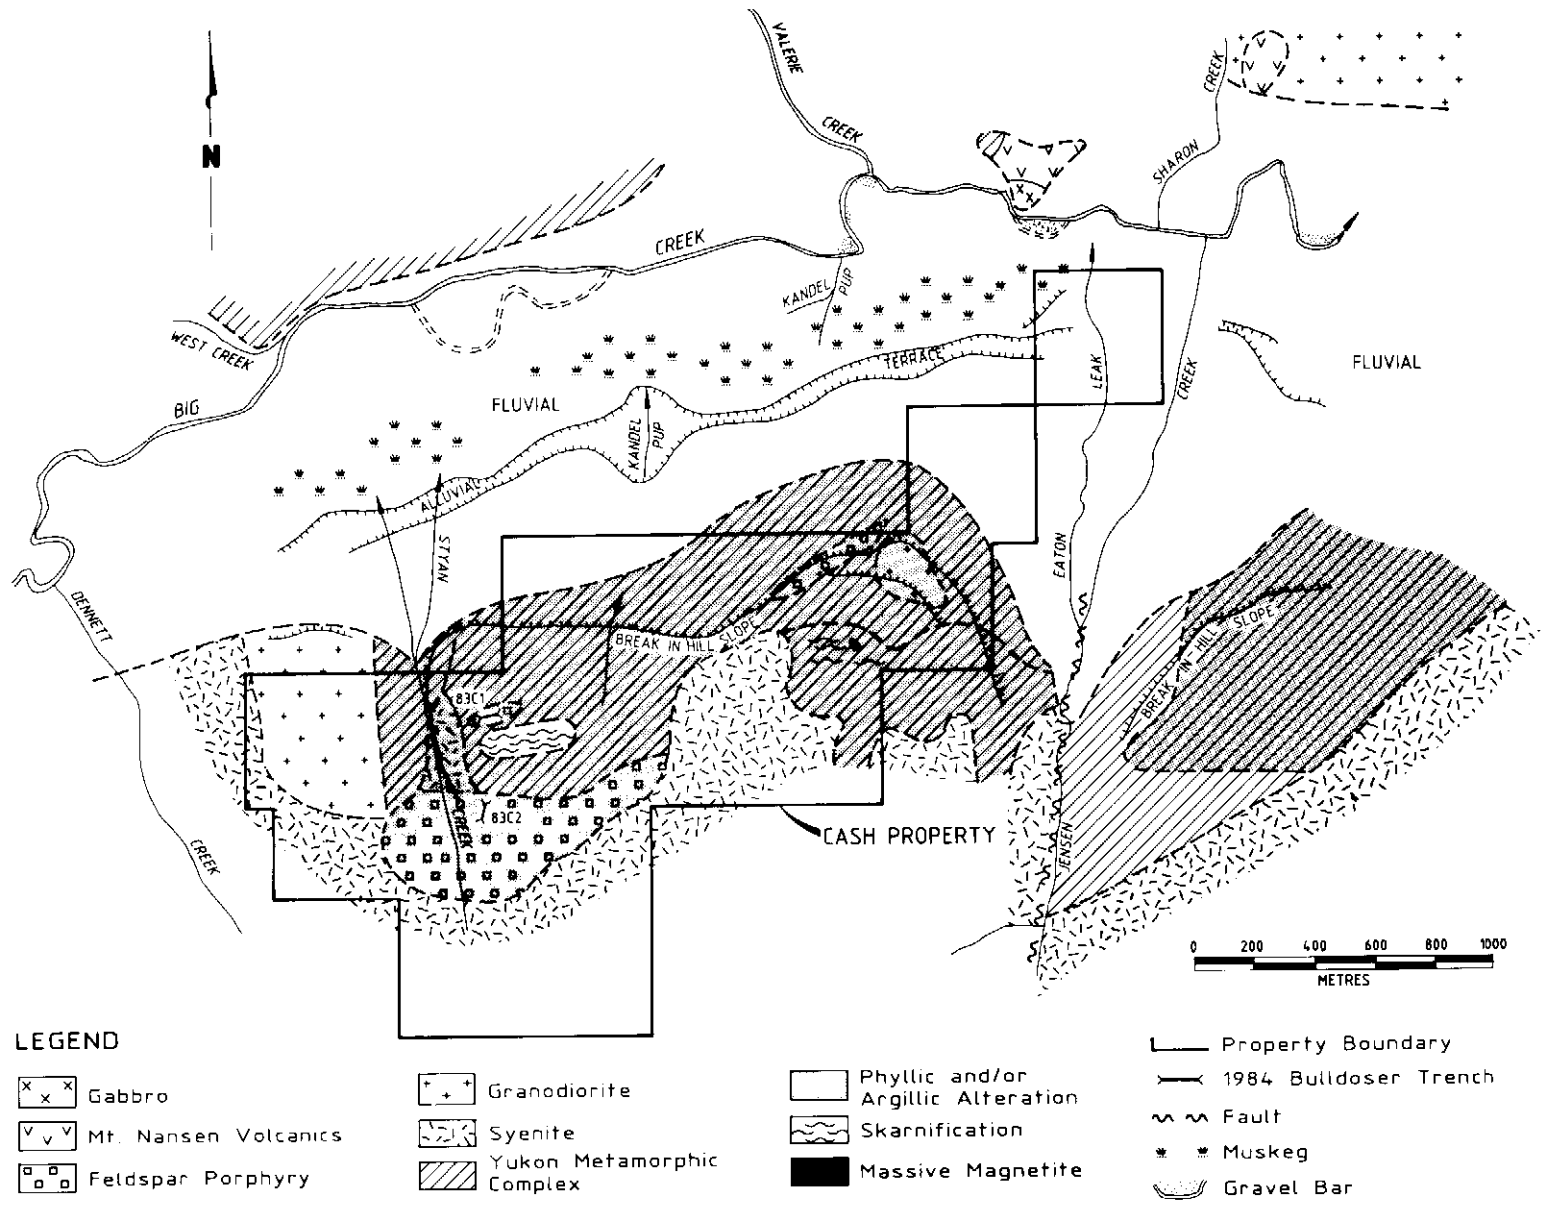 VALERIE
CREEK
CREEK
SHARON
N
CREEK
KANDEL
PUP
WEST CREEK
BIG
TERRACE
LEAK
CREEK
FLUVIAL
FLUVIAL
KANDEL
PUP
ALLUVIAL
STYAN
EATON
DENNETT
BREAK IN HILL SLOPE
BREAK IN HILL SLOPE
83C1
83C2
CREEK
CREEK
CASH PROPERTY
JENSEN
0 200 400 600 800 1000
METRES
LEGEND
Gabbro
Mt. Nansen Volcanics
Feldspar Porphyry
Granodiorite
Syenite
Yukon Metamorphic
Complex
Phyllic and/or
Argillic Alteration
Skarnification
Massive Magnetite
Property Boundary
1984 Bulldoser Trench
Fault
Muskeg
Gravel Bar